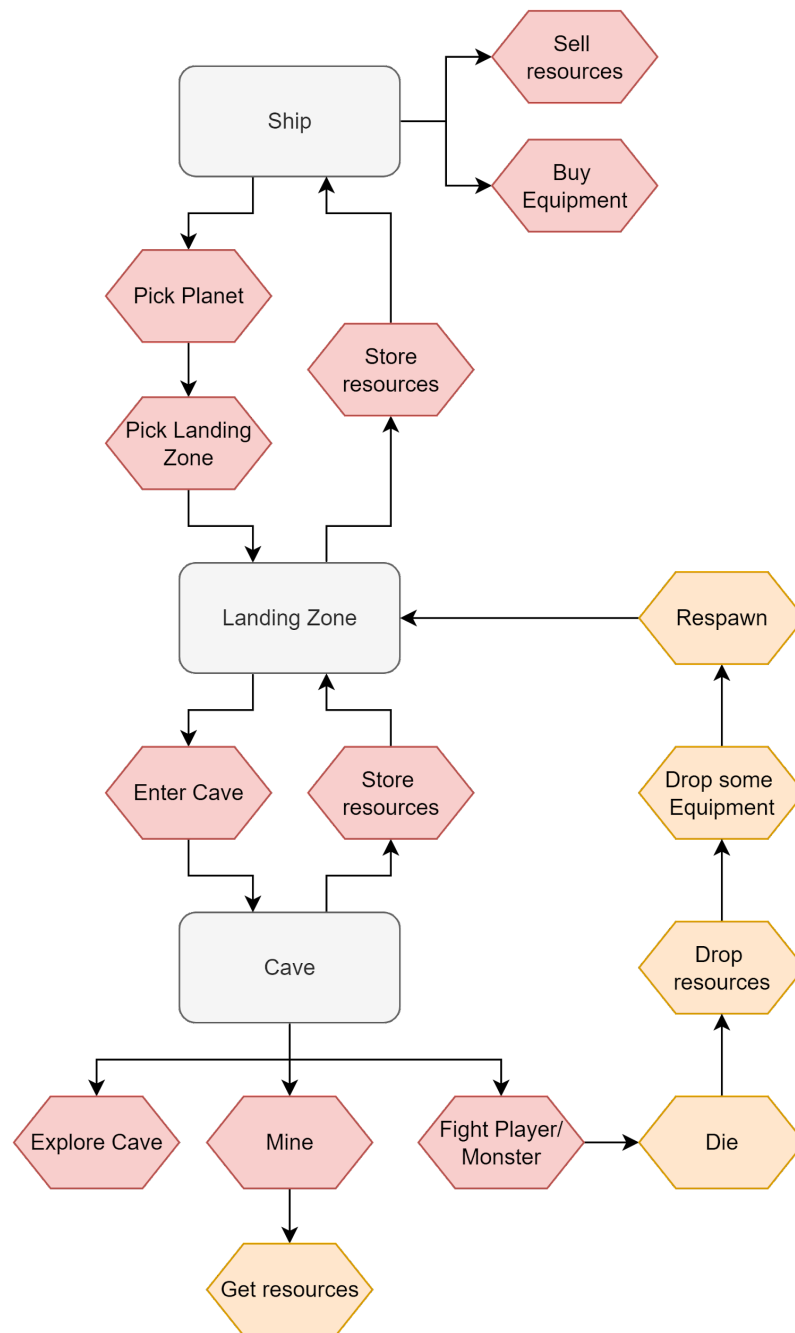 Sell
resources
Ship
Buy
Equipment
Pick Planet
Store
resources
Pick Landing
Zone
Landing Zone
Respawn
Enter Cave
Store
resources
Drop some
Equipment
Cave
Drop
resources
Explore Cave
Mine
Fight Player/
Monster
Die
Get resources